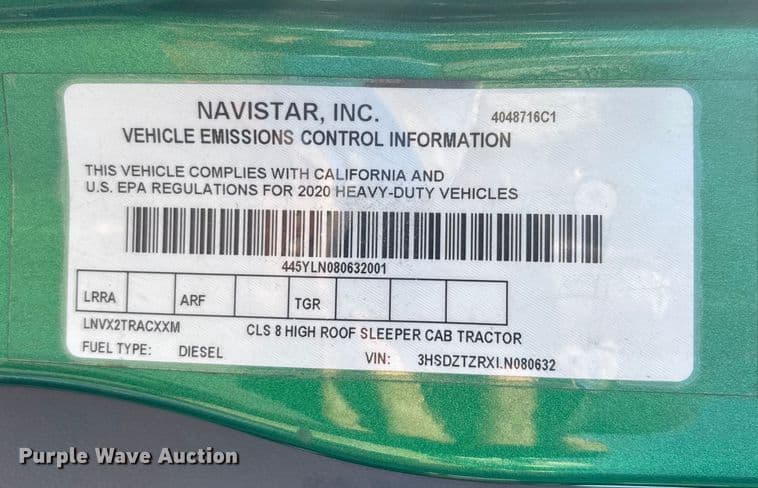 NAVISTAR, INC.
4048716C1
VEHICLE EMISSIONS CONTROL INFORMATION
THIS VEHICLE COMPLIES WITH CALIFORNIA AND
U.S. EPA REGULATIONS FOR 2020 HEAVY-DUTY VEHICLES
445YLN080632001
LRRA ARF TGR
LNVX2TRACXXM CLS 8 HIGH ROOF SLEEPER CAB TRACTOR
FUEL TYPE: DIESEL VIN: 3HSDZTZRXLN080632
Purple Wave Auction